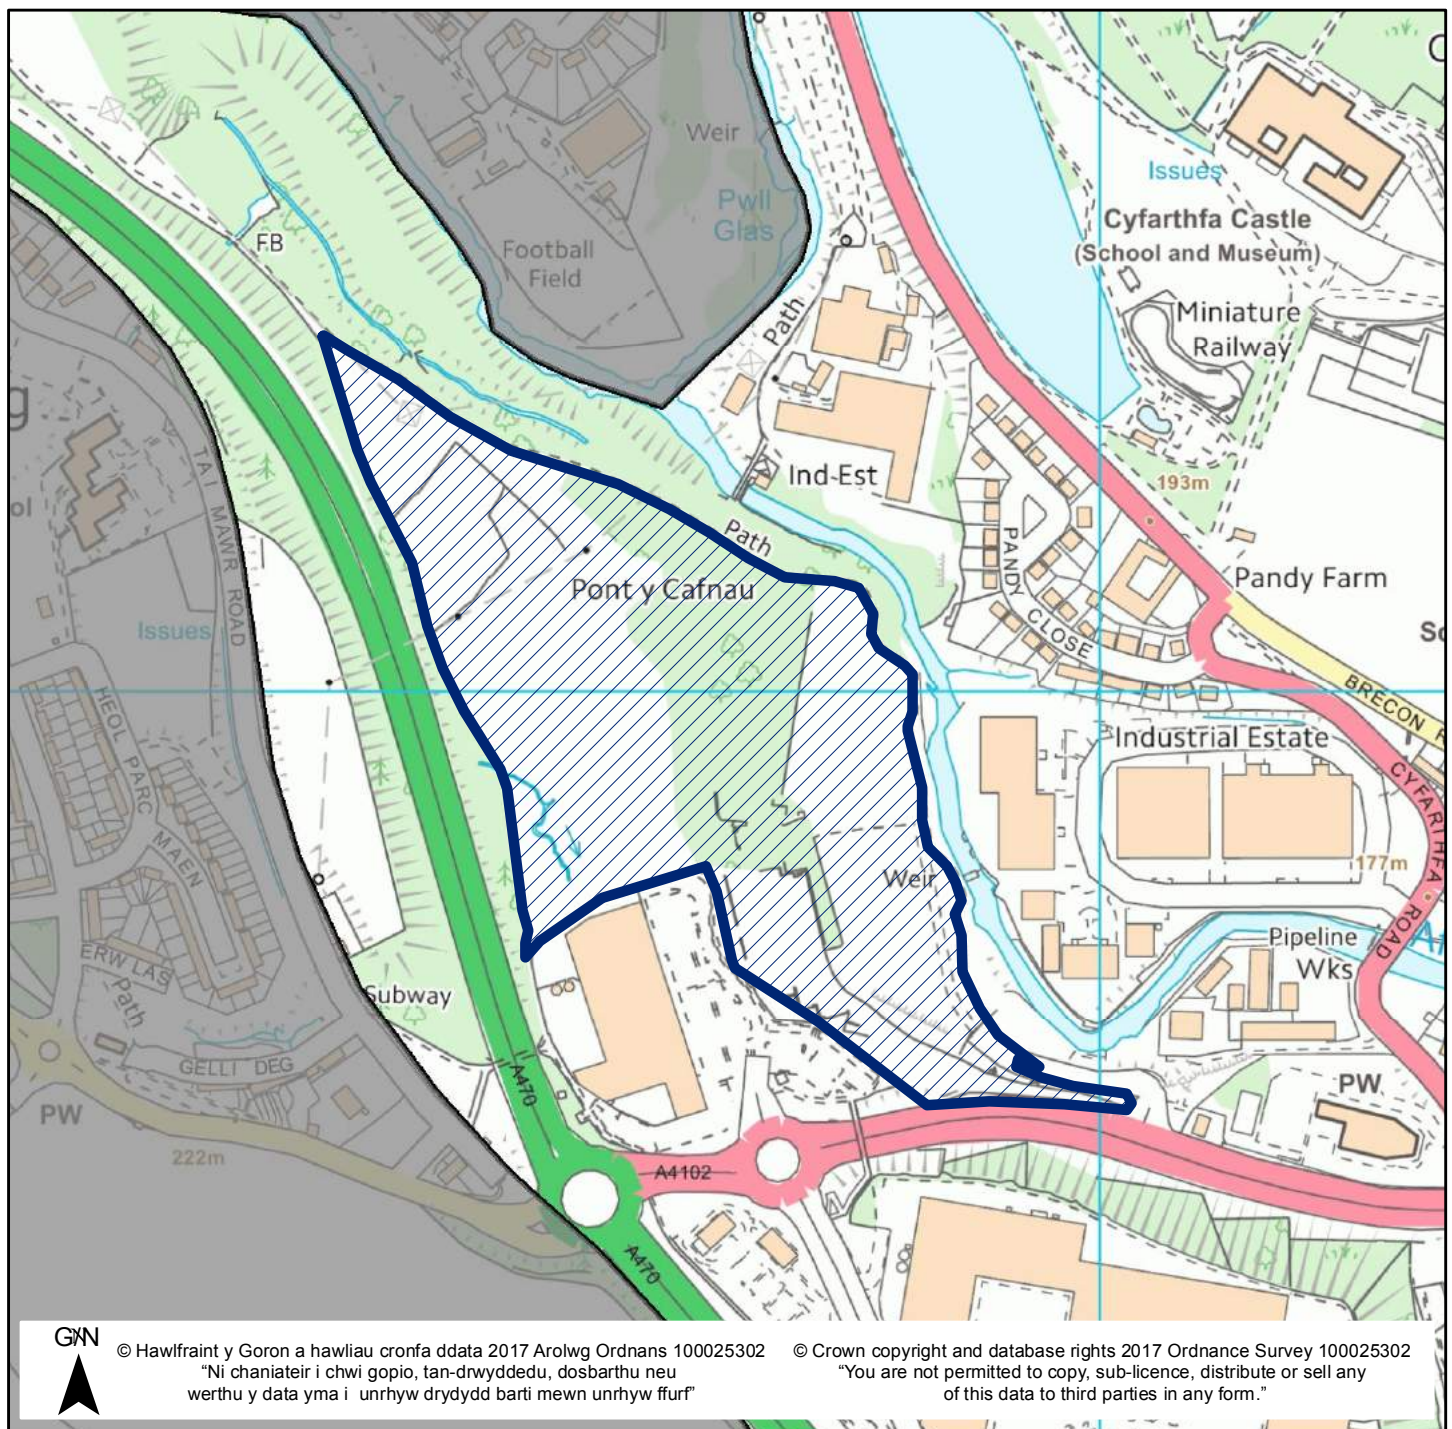 Weir
Pwll
Glas
Football
Field
FB
Path
Issues
Cyfarthfa Castle
(School and Museum)
Miniature
Railway
193m
Ind-Est
PANDY
CLOSE
Pandy Farm
Path
Pont y Cafnau
TAI MAWR ROAD
Issues
HEOL PARC MAEN
BRECON R
Industrial Estate
CYFARTHFA ROAD
177m
Weir
Pipeline
Wks
ERW LAS
Path
Subway
GELLI DEG
A470
PW
PW
222m
A4102
A470
© Hawlfraint y Goron a hawliau cronfa ddata 2017 Arolwg Ordnans 100025302
“Ni chaniateir i chwi gopio, tan-drwyddedu, dosbarthu neu
werthu y data yma i unrhyw drydydd barti mewn unrhyw ffurf”
© Crown copyright and database rights 2017 Ordnance Survey 100025302
“You are not permitted to copy, sub-licence, distribute or sell any
of this data to third parties in any form.”